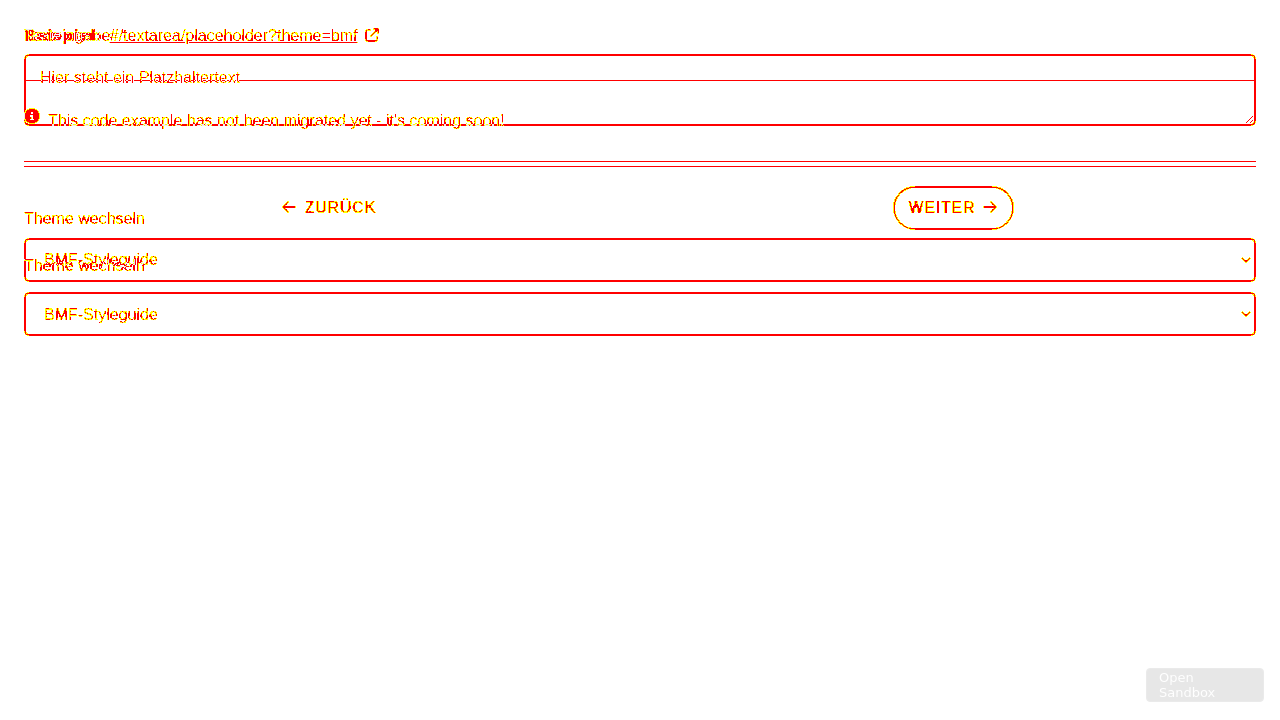 #/textarea/placeholder?theme=bmf
Hier steht ein Platzhaltertext
This code example has not been migrated yet - it's coming soon!
ZURÜCK
WEITER
Theme wechseln
BMF-Styleguide
Theme wechseln
BMF-Styleguide
Open
Sandbox